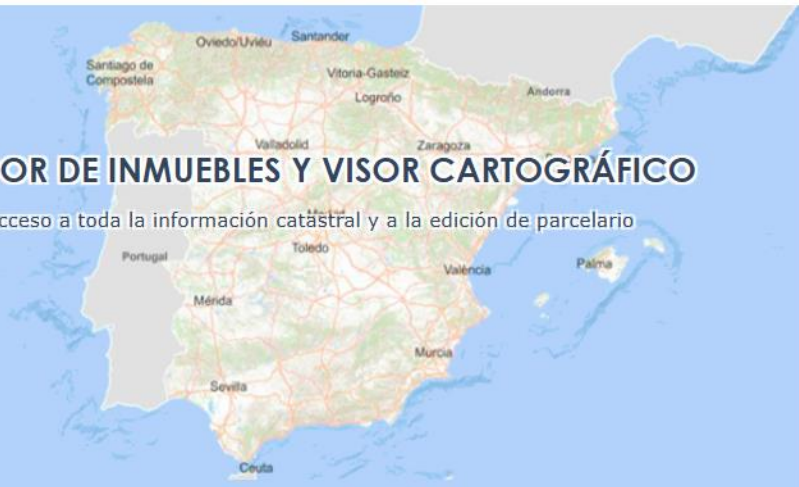 Oviedo/Uviéu
Santander
Santiago de
Compostela
Vitoria-Gasteiz
Logroño
Andorra
Valladolid
Zaragoza
OR DE INMUEBLES Y VISOR CARTOGRÁFICO
cceso a toda la información catastral y a la edición de parcelario
Toledo
Portugal
València
Palma
Mérida
Murcia
Sevilla
Ceuta